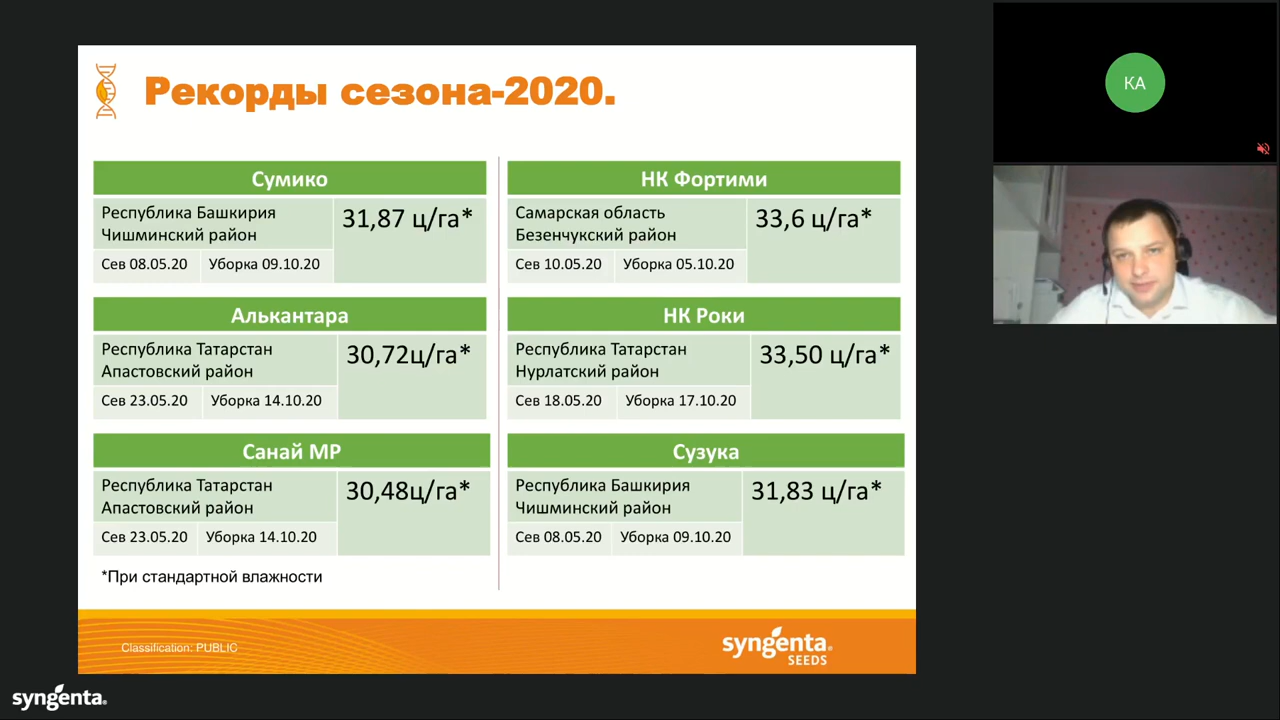 Рекорды сезона-2020.
Сумико
Республика Башкирия
Чишминский район
31,87 ц/га*
Сев 08.05.20
Уборка 09.10.20
НК Фортими
Самарская область
Безенчукский район
33,6 ц/га*
Сев 10.05.20
Уборка 05.10.20
Алькантара
Республика Татарстан
Апастовский район
30,72ц/га*
Сев 23.05.20
Уборка 14.10.20
НК Роки
Республика Татарстан
Нурлатский район
33,50 ц/га*
Сев 18.05.20
Уборка 17.10.20
Санай МР
Республика Татарстан
Апастовский район
30,48ц/га*
Сев 23.05.20
Уборка 14.10.20
Сузука
Республика Башкирия
Чишминский район
31,83 ц/га*
Сев 08.05.20
Уборка 09.10.20
*При стандартной влажности
Classification: PUBLIC
syngenta.
SEEDS
syngenta.
КА